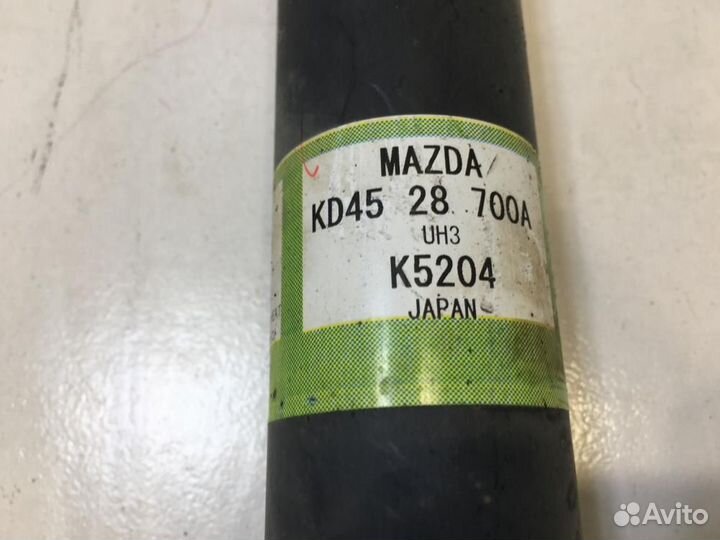 MAZDA
KD45 28 700A
UH3
K5204
JAPAN
Avito